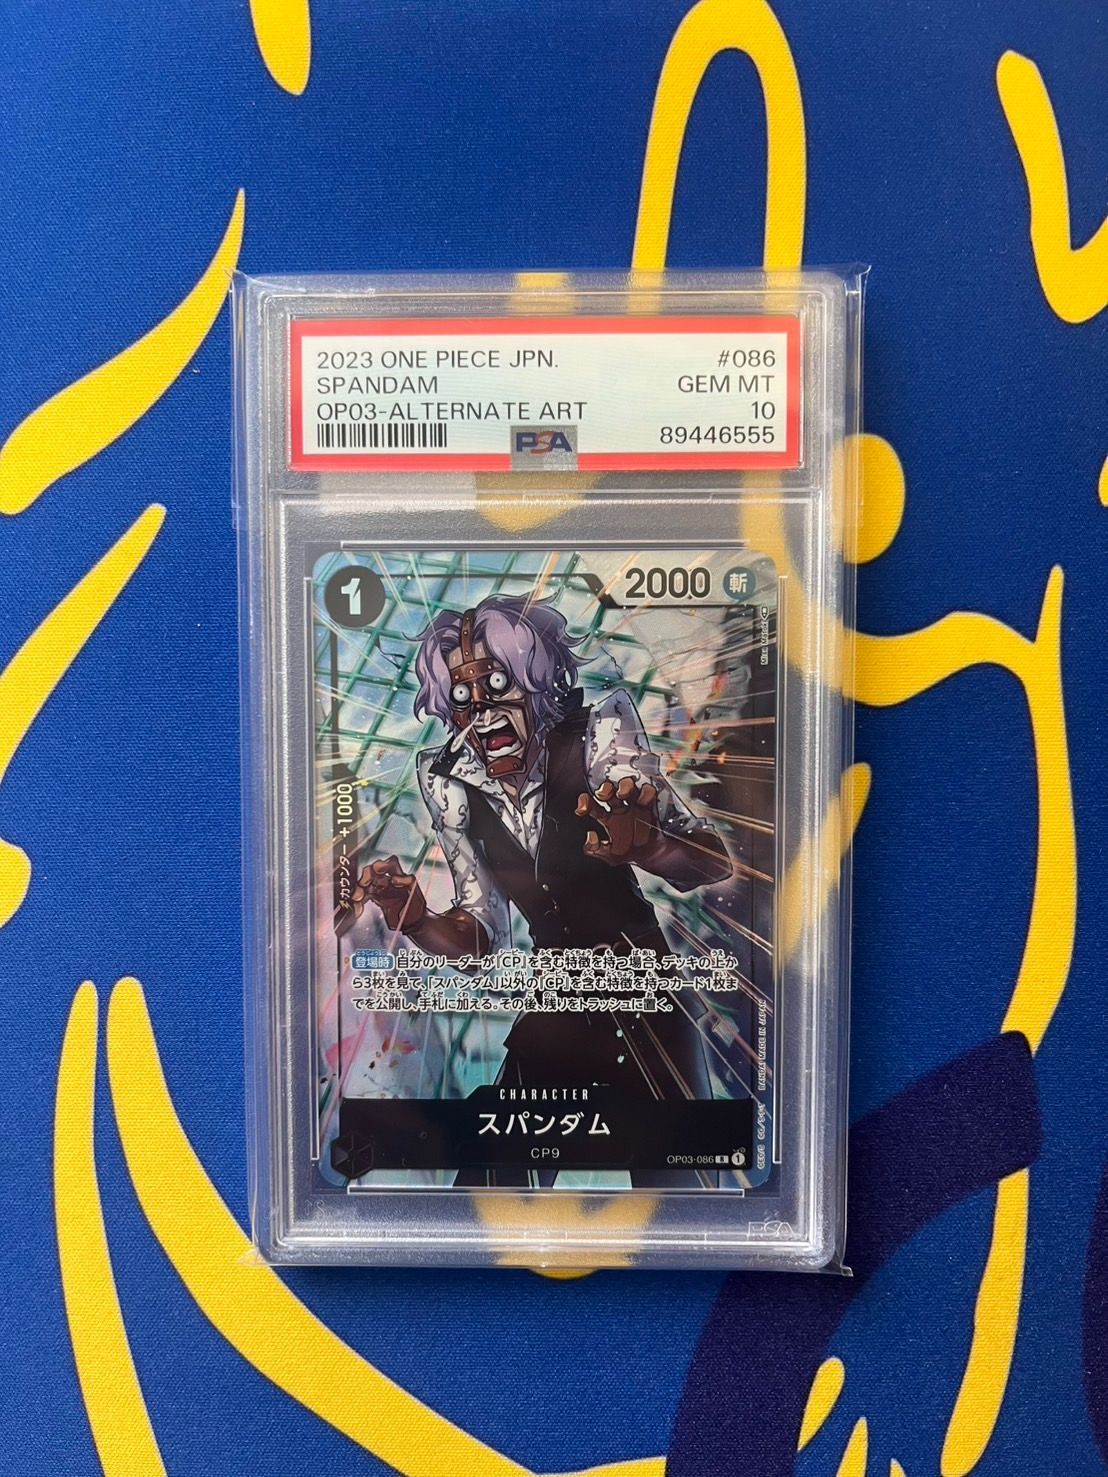 2023 ONE PIECE JPN. #086
SPANDAM GEM MT
OP03-ALTERNATE ART 10
PSA 89446555
1
2000
斬
カウンター +1000
登場時 自分のリーダーが「CP」を含む特徴を持つ場合、デッキの上か
ら3枚を見て、「スパンダム」以外の「CP」を含む特徴を持つカード1枚ま
でを公開し、手札に加える。その後、残りをトラッシュに置く。
CHARACTER
スパンダム
CP9
OP03-086 R 1
PSA